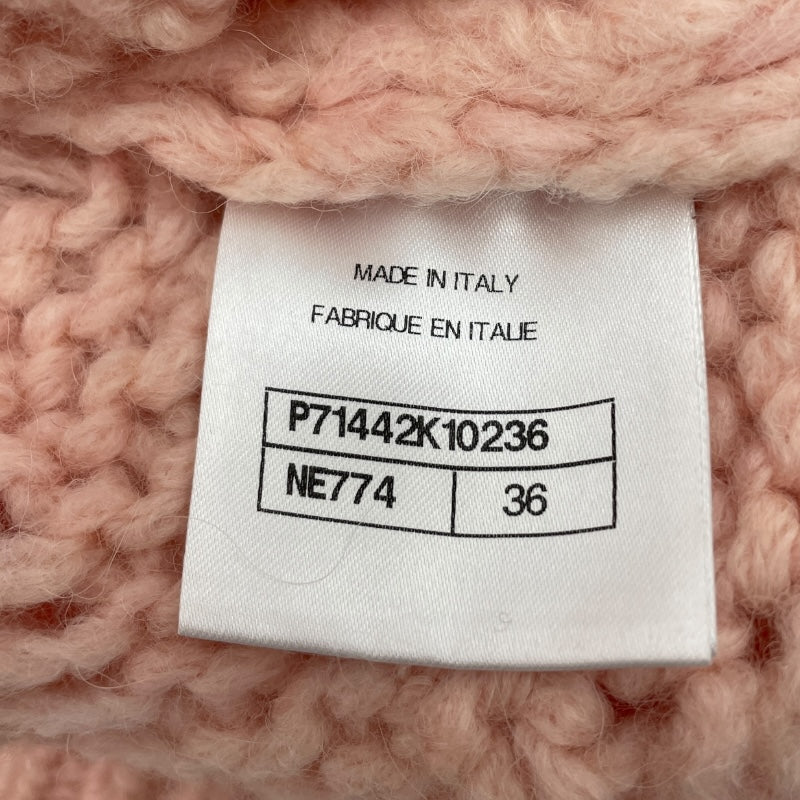 MADE IN ITALY
FABRIQUE EN ITALIE
P71442K10236
NE774 36